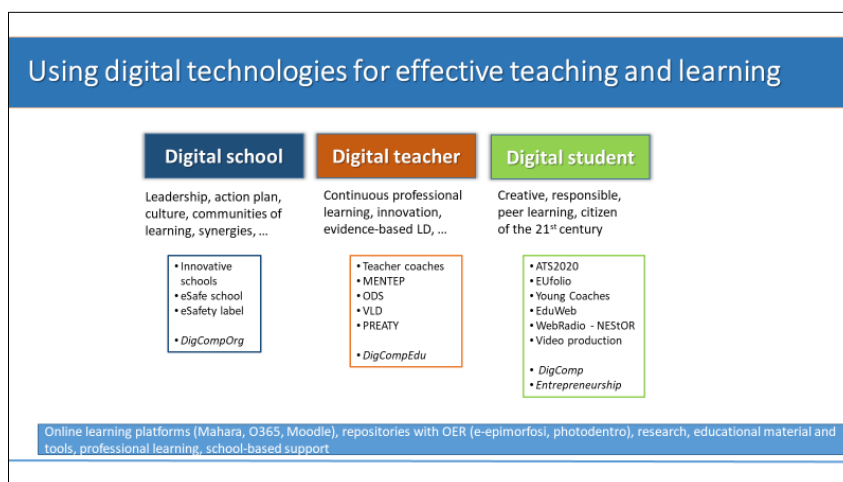 Using digital technologies for effective teaching and learning
Digital school
Leadership, action plan,
culture, communities of
learning, synergies, ...
• Innovative
schools
• eSafe school
• eSafety label
• DigCompOrg
Digital teacher
Continuous professional
learning, innovation,
evidence-based LD, ...
• Teacher coaches
• MENTEP
• ODS
• VLD
• PREATY
• DigCompEdu
Digital student
Creative, responsible,
peer learning, citizen
of the 21st century
• ATS2020
• EUfolio
• Young Coaches
• EduWeb
• WebRadio - NEStOR
• Video production
• DigComp
• Entrepreneurship
Online learning platforms (Mahara, O365, Moodle), repositories with OER (e-epimorfosi, photodentro), research, educational material and
tools, professional learning, school-based support